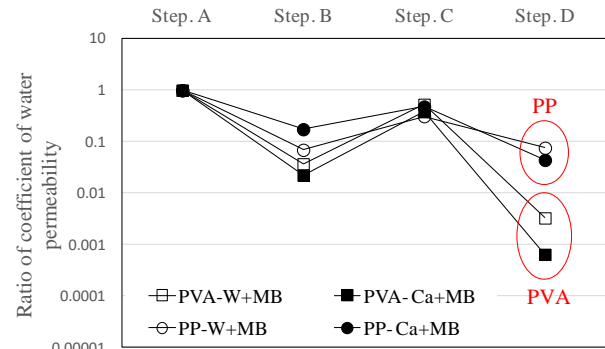 Step. A Step. B Step. C Step. D
10
1
0.1
0.01
0.001
0.0001
0.00001
Ratio of coefficient of water
permeability
PP
PVA
PVA-W+MB PVA-Ca+MB
PP-W+MB PP-Ca+MB